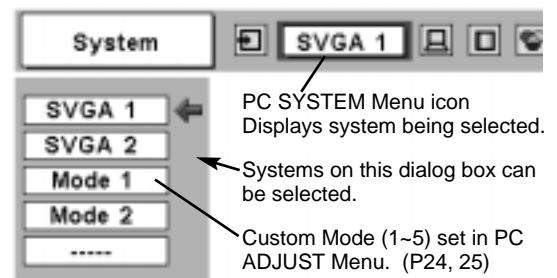 System
SVGA 1
PC SYSTEM Menu icon
Displays system being selected.
SVGA 1
SVGA 2
Mode 1
Mode 2
-----
Systems on this dialog box can
be selected.
Custom Mode (1~5) set in PC
ADJUST Menu. (P24, 25)